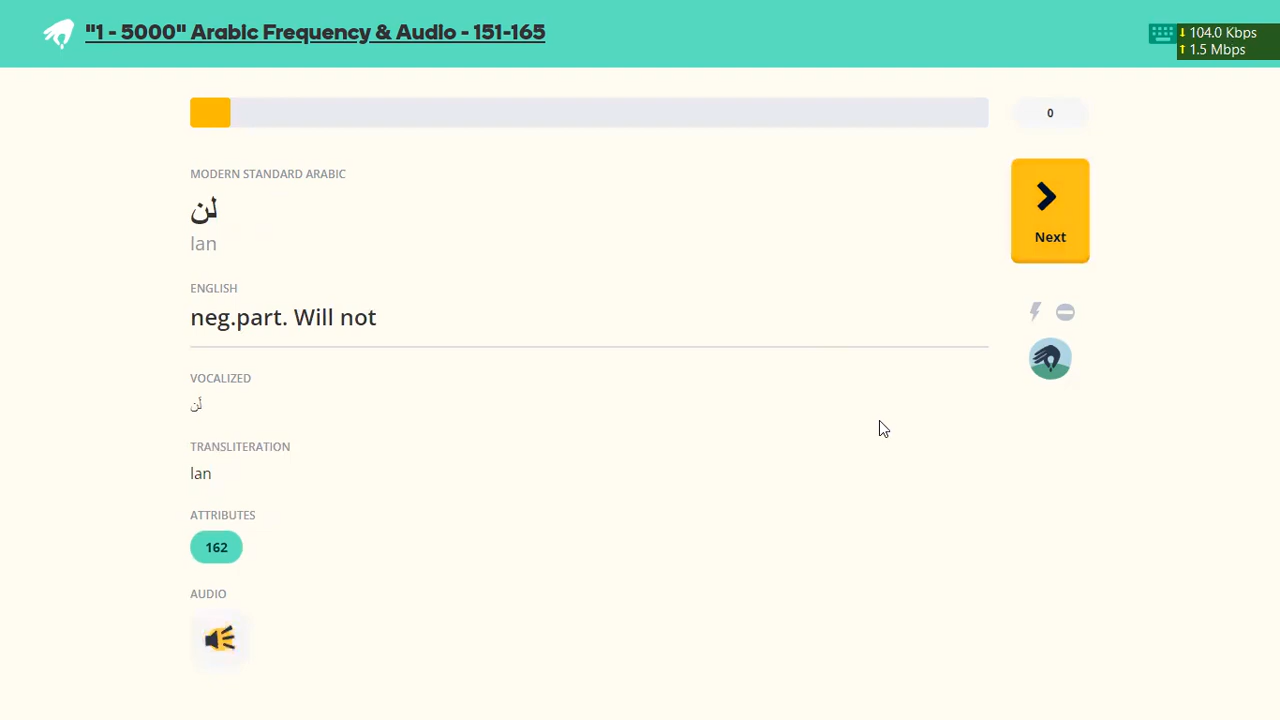 "1 - 5000" Arabic Frequency & Audio - 151-165
↓ 104.0 Kbps
↑ 1.5 Mbps
0
MODERN STANDARD ARABIC
لن
lan
Next
ENGLISH
neg.part. Will not
VOCALIZED
لَن
TRANSLITERATION
lan
ATTRIBUTES
162
AUDIO